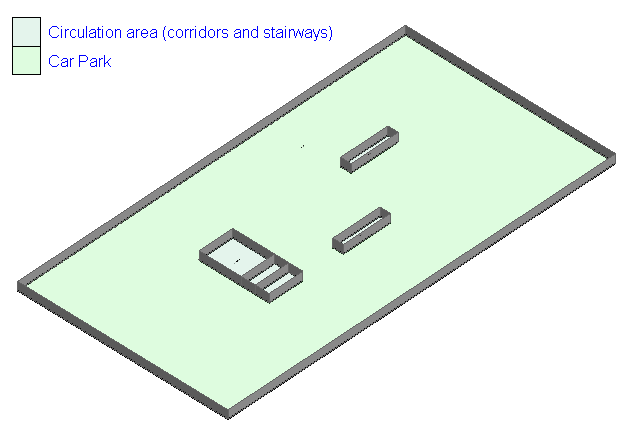 Circulation area (corridors and stairways)
Car Park